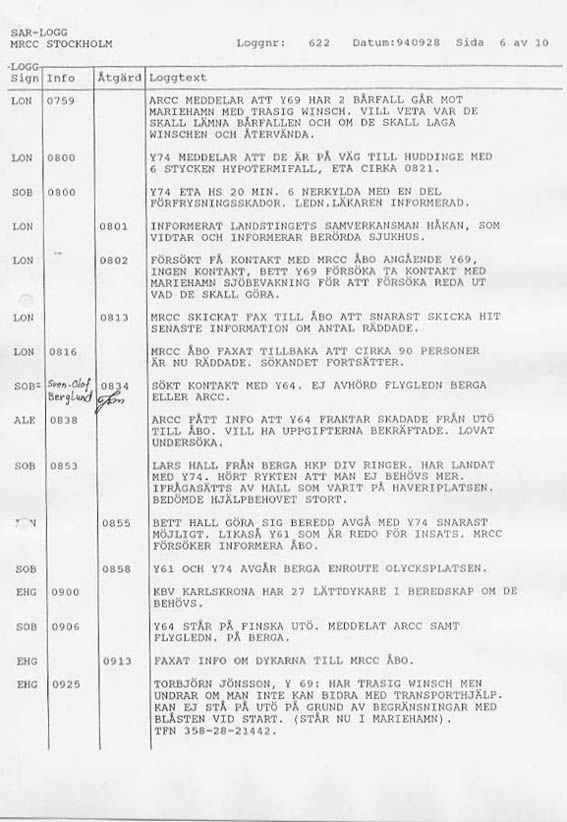 SAR-LOGG
MRCC STOCKHOLM Loggnr: 622 Datum:940928 Sida 6 av 10
LOGG
Sign Info Åtgärd Loggtext
LON 0759 ARCC MEDDELAR ATT Y69 HAR 2 BÅRFALL GÅR MOT
MARIEHAMN MED TRASIG WINSCH. VILL VETA VAR DE
SKALL LÄMNA BÅRFALLEN OCH OM DE SKALL LAGA
WINSCHEN OCH ÅTERVÄNDA.
LON 0800 Y74 MEDDELAR ATT DE ÄR PÅ VÄG TILL HUDDINGE MED
6 STYCKEN HYPOTERMIFALL, ETA CIRKA 0821.
SOB 0800 Y74 ETA HS 20 MIN. 6 NERKYLDA MED EN DEL
FÖRFRYSNINGSSKADOR. LEDN.LÄKAREN INFORMERAD.
LON 0801 INFORMERAT LANDSTINGETS SAMVERKANSMAN HÅKAN, SOM
VIDTAR OCH INFORMERAR BERÖRDA SJUKHUS.
LON 0802 FÖRSÖKT FÅ KONTAKT MED MRCC ÅBO ANGÅENDE Y69,
INGEN KONTAKT, BETT Y69 FÖRSÖKA TA KONTAKT MED
MARIEHAMN SJÖBEVAKNING FÖR ATT FÖRSÖKA REDA UT
VAD DE SKALL GÖRA.
LON 0813 MRCC SKICKAT FAX TILL ÅBO ATT SNARAST SKICKA HIT
SENASTE INFORMATION OM ANTAL RÄDDADE.
LON 0816 MRCC ÅBO FAXAT TILLBAKA ATT CIRKA 90 PERSONER
ÄR NU RÄDDADE. SÖKANDET FORTSÄTTER.
SOB= Sven-Olof 0834 SÖKT KONTAKT MED Y64. EJ AVHÖRD FLYGLEDN BERGA
Berglund ELLER ARCC.
ALE 0838 ARCC FÅTT INFO ATT Y64 FRAKTAR SKADADE FRÅN UTÖ
TILL ÅBO. VILL HA UPPGIFTERNA BEKRÄFTADE. LOVAT
UNDERSÖKA.
SOB 0853 LARS HALL FRÅN BERGA HKP DIV RINGER. HAR LANDAT
MED Y74. HÖRT RYKTEN ATT MAN EJ BEHÖVS MER.
IFRÅGASÄTTS AV HALL SOM VARIT PÅ HAVERIPLATSEN.
BEDÖMDE HJÄLPBEHOVET STORT.
0855 BETT HALL GÖRA SIG BEREDD AVGÅ MED Y74 SNARAST
MÖJLIGT. LIKASÅ Y61 SOM ÄR REDO FÖR INSATS. MRCC
FÖRSÖKER INFORMERA ÅBO.
SOB 0858 Y61 OCH Y74 AVGÅR BERGA ENROUTE OLYCKSPLATSEN.
EHG 0900 KBV KARLSKRONA HAR 27 LÄTTDYKARE I BEREDSKAP OM DE
BEHÖVS.
SOB 0906 Y64 STÅR PÅ FINSKA UTÖ. MEDDELAT ARCC SAMT
FLYGLEDN. PÅ BERGA.
EHG 0913 FAXAT INFO OM DYKARNA TILL MRCC ÅBO.
EHG 0925 TORBJÖRN JÖNSSON, Y 69: HAR TRASIG WINSCH MEN
UNDRAR OM MAN INTE KAN BIDRA MED TRANSPORTHJÄLP.
KAN EJ STÅ PÅ UTÖ PÅ GRUND AV BEGRÄNSNINGAR MED
BLÅSTEN VID START. (STÅR NU I MARIEHAMN).
TFN 358-28-21442.